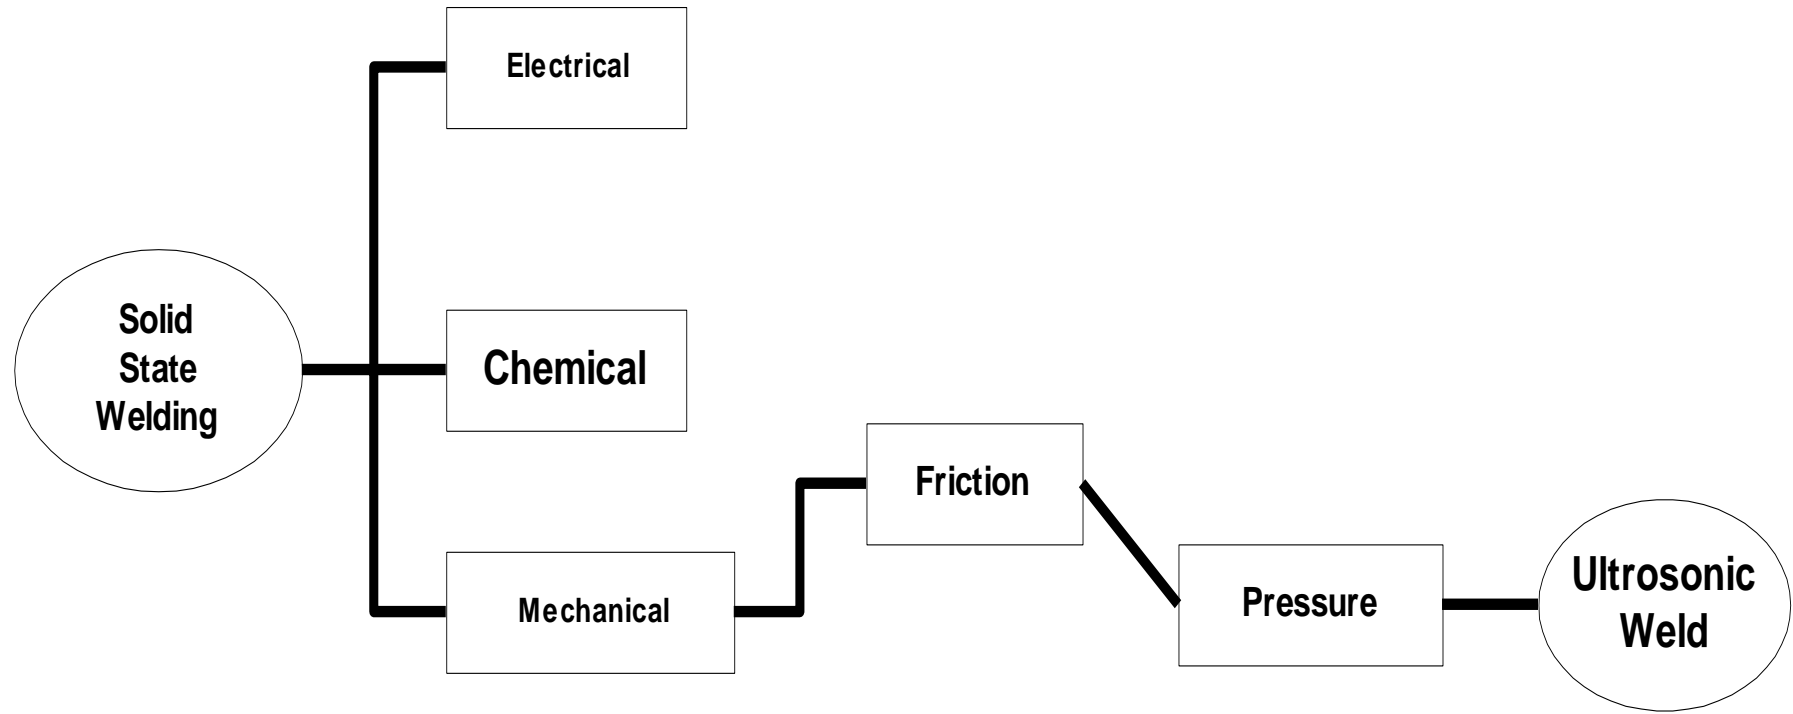 Electrical
Solid
State
Welding
Chemical
Mechanical
Friction
Pressure
Ultrosonic
Weld